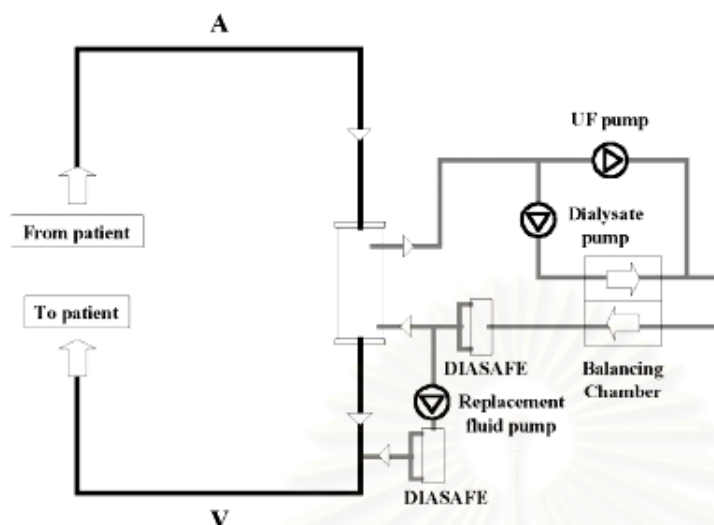 A
UF pump
From patient
Dialysate
pump
To patient
DIASAFE
Balancing
Chamber
Replacement
fluid pump
DIASAFE
V